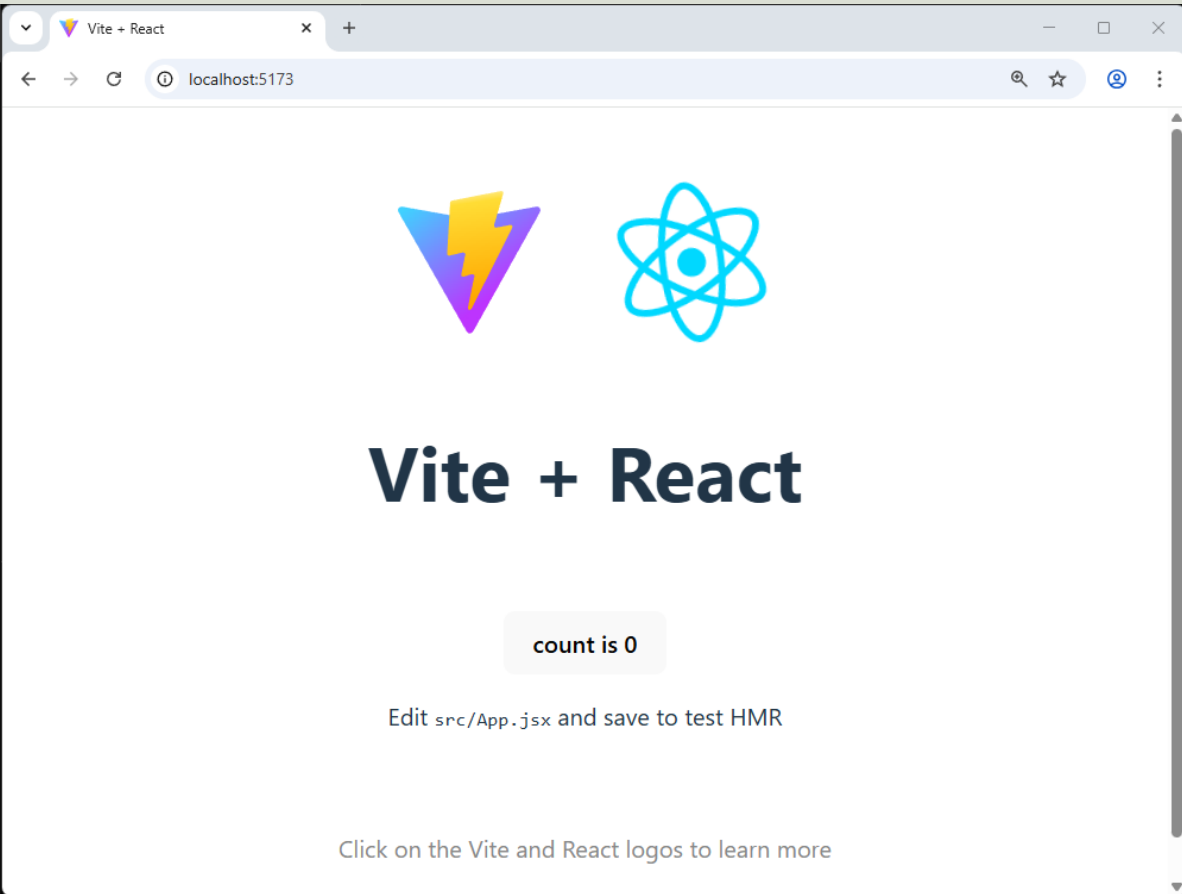 Vite + React
localhost:5173
Vite + React
count is 0
Edit src/App.jsx and save to test HMR
Click on the Vite and React logos to learn more